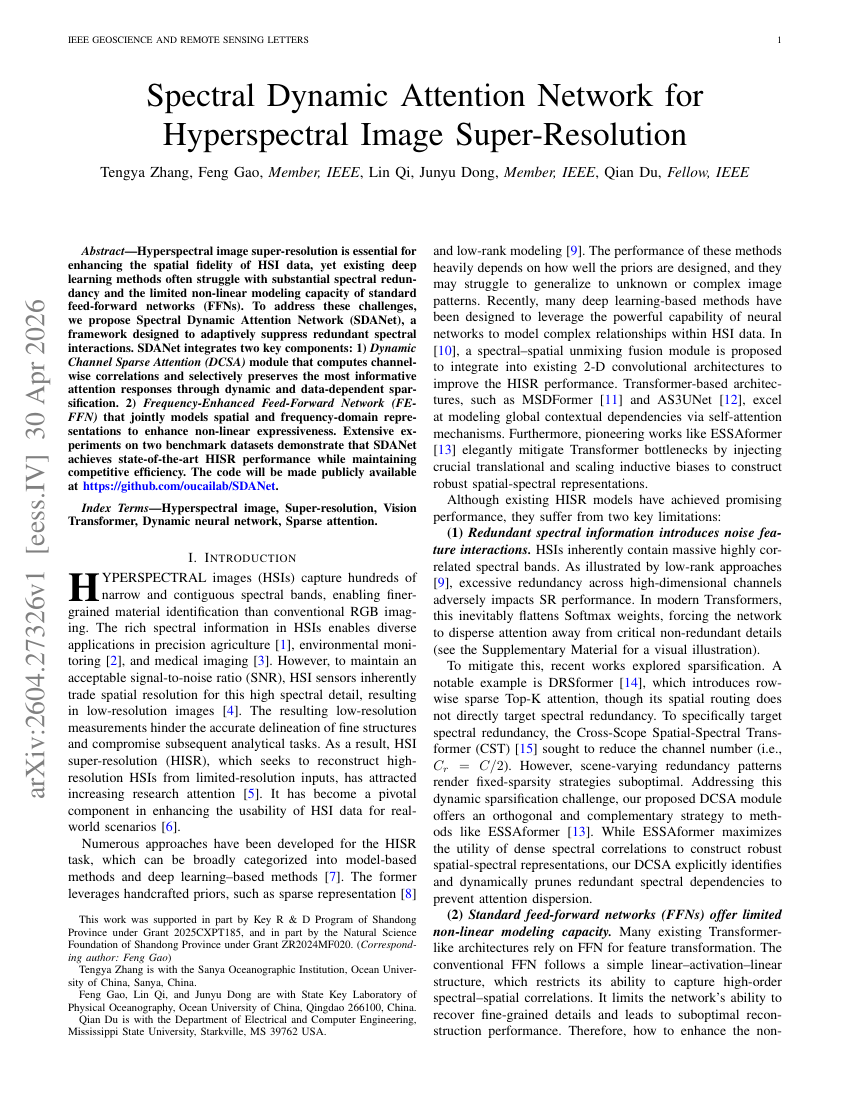 IEEE GEOSCIENCE AND REMOTE SENSING LETTERS 1
Spectral Dynamic Attention Network for
Hyperspectral Image Super-Resolution
Tengya Zhang, Feng Gao, Member, IEEE, Lin Qi, Junyu Dong, Member, IEEE, Qian Du, Fellow, IEEE
arXiv:2604.27326v1 [eess.IV] 30 Apr 2026
Abstract—Hyperspectral image super-resolution is essential for
enhancing the spatial fidelity of HSI data, yet existing deep
learning methods often struggle with substantial spectral redun-
dancy and the limited non-linear modeling capacity of standard
feed-forward networks (FFNs). To address these challenges,
we propose Spectral Dynamic Attention Network (SDANet), a
framework designed to adaptively suppress redundant spectral
interactions. SDANet integrates two key components: 1) Dynamic
Channel Sparse Attention (DCSA) module that computes channel-
wise correlations and selectively preserves the most informative
attention responses through dynamic and data-dependent spar-
sification. 2) Frequency-Enhanced Feed-Forward Network (FE-
FFN) that jointly models spatial and frequency-domain repre-
sentations to enhance non-linear expressiveness. Extensive ex-
periments on two benchmark datasets demonstrate that SDANet
achieves state-of-the-art HISR performance while maintaining
competitive efficiency. The code will be made publicly available
at https://github.com/oucailab/SDANet.
Index Terms—Hyperspectral image, Super-resolution, Vision
Transformer, Dynamic neural network, Sparse attention.
I. INTRODUCTION
HYPERSPECTRAL images (HSIs) capture hundreds of
narrow and contiguous spectral bands, enabling finer-
grained material identification than conventional RGB imag-
ing. The rich spectral information in HSIs enables diverse
applications in precision agriculture [1], environmental moni-
toring [2], and medical imaging [3]. However, to maintain an
acceptable signal-to-noise ratio (SNR), HSI sensors inherently
trade spatial resolution for this high spectral detail, resulting
in low-resolution images [4]. The resulting low-resolution
measurements hinder the accurate delineation of fine structures
and compromise subsequent analytical tasks. As a result, HSI
super-resolution (HISR), which seeks to reconstruct high-
resolution HSIs from limited-resolution inputs, has attracted
increasing research attention [5]. It has become a pivotal
component in enhancing the usability of HSI data for real-
world scenarios [6].
Numerous approaches have been developed for the HISR
task, which can be broadly categorized into model-based
methods and deep learning–based methods [7]. The former
leverages handcrafted priors, such as sparse representation [8]
This work was supported in part by Key R & D Program of Shandong
Province under Grant 2025CXPT185, and in part by the Natural Science
Foundation of Shandong Province under Grant ZR2024MF020. (Correspond-
ing author: Feng Gao)
Tengya Zhang is with the Sanya Oceanographic Institution, Ocean Univer-
sity of China, Sanya, China.
Feng Gao, Lin Qi, and Junyu Dong are with State Key Laboratory of
Physical Oceanography, Ocean University of China, Qingdao 266100, China.
Qian Du is with the Department of Electrical and Computer Engineering,
Mississippi State University, Starkville, MS 39762 USA.
and low-rank modeling [9]. The performance of these methods
heavily depends on how well the priors are designed, and they
may struggle to generalize to unknown or complex image
patterns. Recently, many deep learning-based methods have
been designed to leverage the powerful capability of neural
networks to model complex relationships within HSI data. In
[10], a spectral–spatial unmixing fusion module is proposed
to integrate into existing 2-D convolutional architectures to
improve the HISR performance. Transformer-based architec-
tures, such as MSDFormer [11] and AS3UNet [12], excel
at modeling global contextual dependencies via self-attention
mechanisms. Furthermore, pioneering works like ESSAformer
[13] elegantly mitigate Transformer bottlenecks by injecting
crucial translational and scaling inductive biases to construct
robust spatial-spectral representations.
Although existing HISR models have achieved promising
performance, they suffer from two key limitations:
(1) Redundant spectral information introduces noise fea-
ture interactions. HSIs inherently contain massive highly cor-
related spectral bands. As illustrated by low-rank approaches
[9], excessive redundancy across high-dimensional channels
adversely impacts SR performance. In modern Transformers,
this inevitably flattens Softmax weights, forcing the network
to disperse attention away from critical non-redundant details
(see the Supplementary Material for a visual illustration).
To mitigate this, recent works explored sparsification. A
notable example is DRSformer [14], which introduces row-
wise sparse Top-K attention, though its spatial routing does
not directly target spectral redundancy. To specifically target
spectral redundancy, the Cross-Scope Spatial-Spectral Trans-
former (CST) [15] sought to reduce the channel number (i.e.,
C_r = C/2). However, scene-varying redundancy patterns
render fixed-sparsity strategies suboptimal. Addressing this
dynamic sparsification challenge, our proposed DCSA module
offers an orthogonal and complementary strategy to meth-
ods like ESSAformer [13]. While ESSAformer maximizes
the utility of dense spectral correlations to construct robust
spatial-spectral representations, our DCSA explicitly identifies
and dynamically prunes redundant spectral dependencies to
prevent attention dispersion.
(2) Standard feed-forward networks (FFNs) offer limited
non-linear modeling capacity. Many existing Transformer-
like architectures rely on FFN for feature transformation. The
conventional FFN follows a simple linear–activation–linear
structure, which restricts its ability to capture high-order
spectral–spatial correlations. It limits the network's ability to
recover fine-grained details and leads to suboptimal recon-
struction performance. Therefore, how to enhance the non-